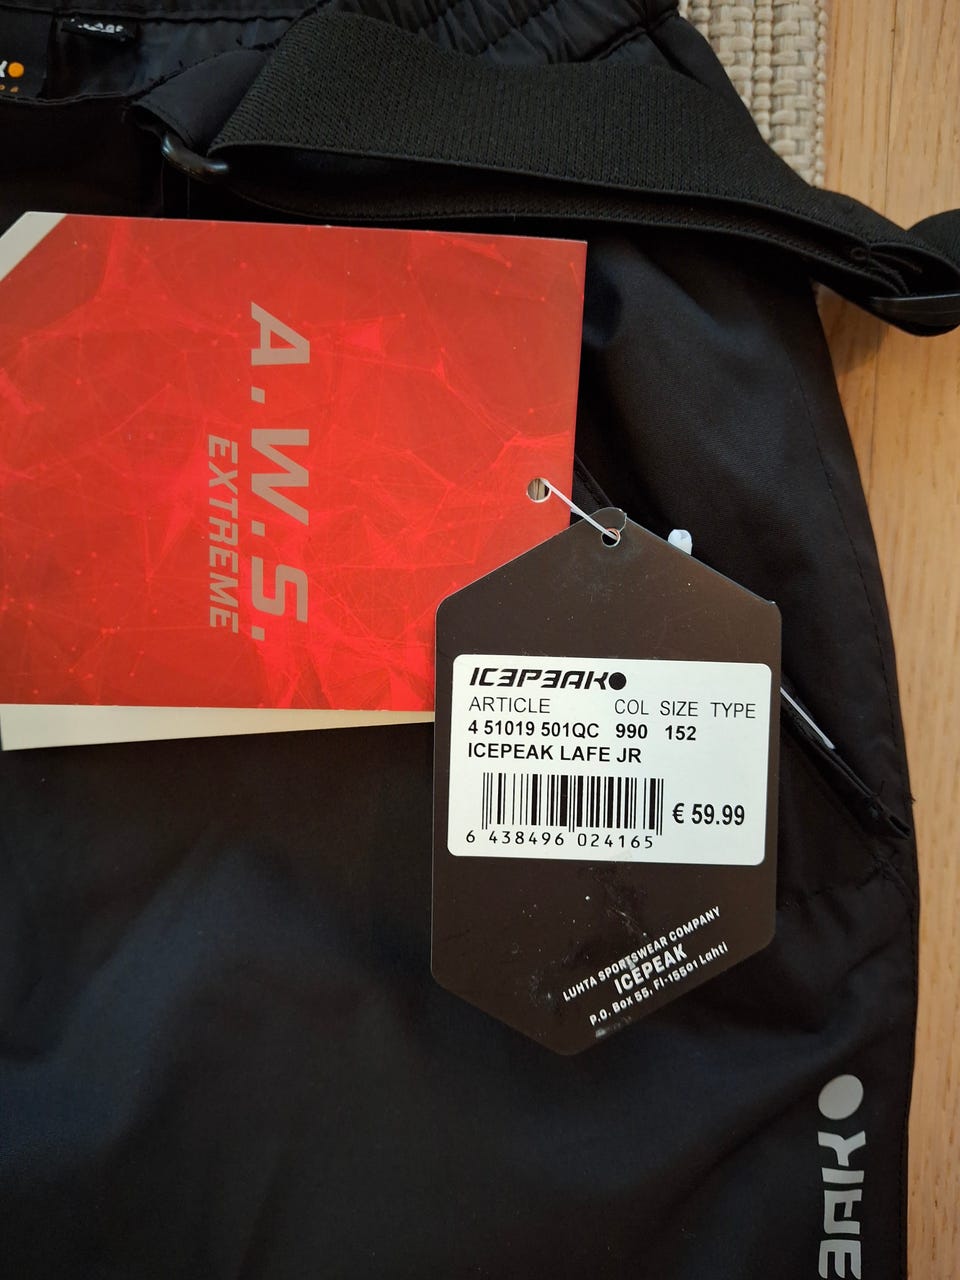 A.W.S.
EXTREME
ICEPEAK
ARTICLE COL SIZE TYPE
4 51019 501QC 990 152
ICEPEAK LAFE JR
€ 59.99
6 438496 024165
LUHTA SPORTSWEAR COMPANY
ICEPEAK
P.O. Box 55, FI-15501 Lahti
EAK